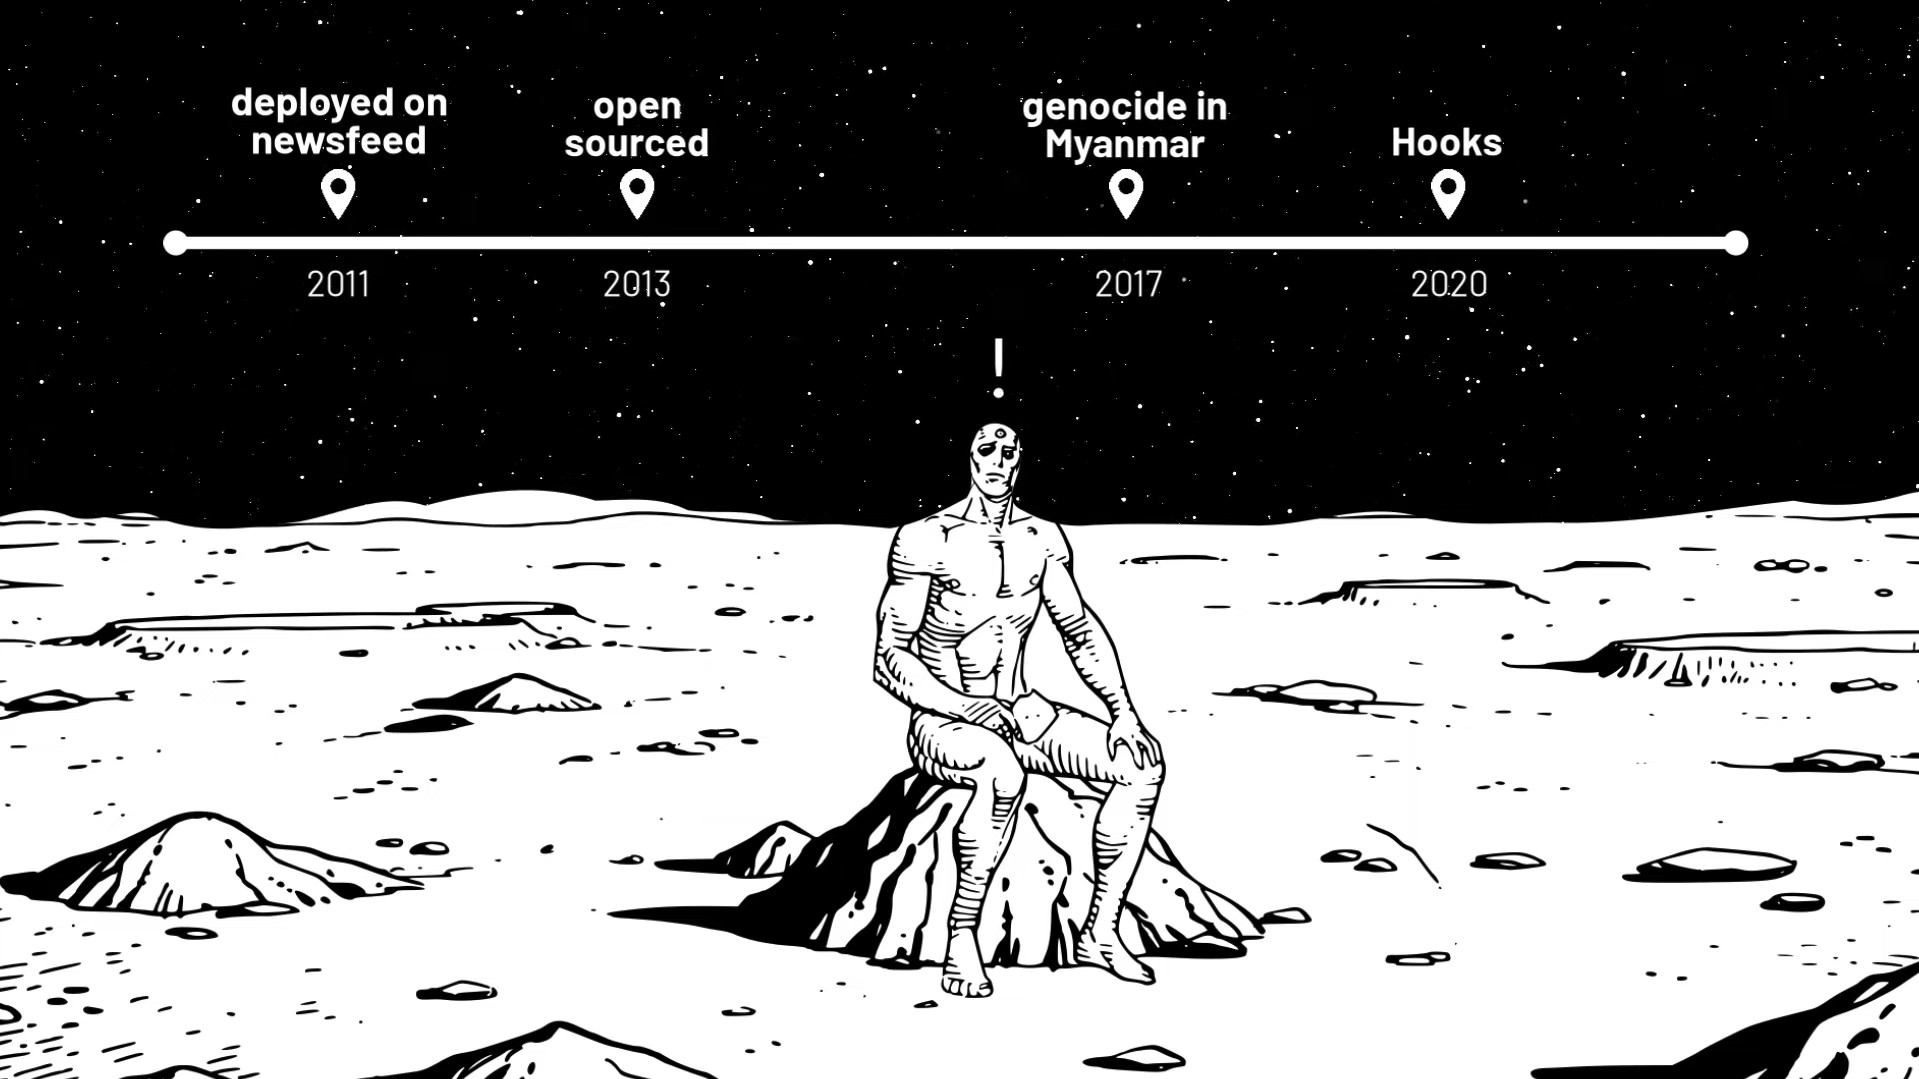 deployed on
newsfeed
open
sourced
genocide in
Myanmar
Hooks
2011
2013
2017
2020
!